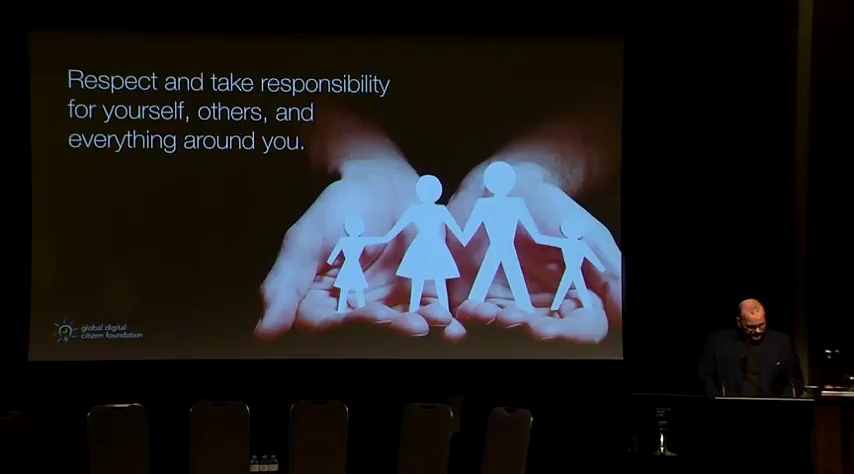 Respect and take responsibility
for yourself, others, and
everything around you.
global digital
citizen foundation